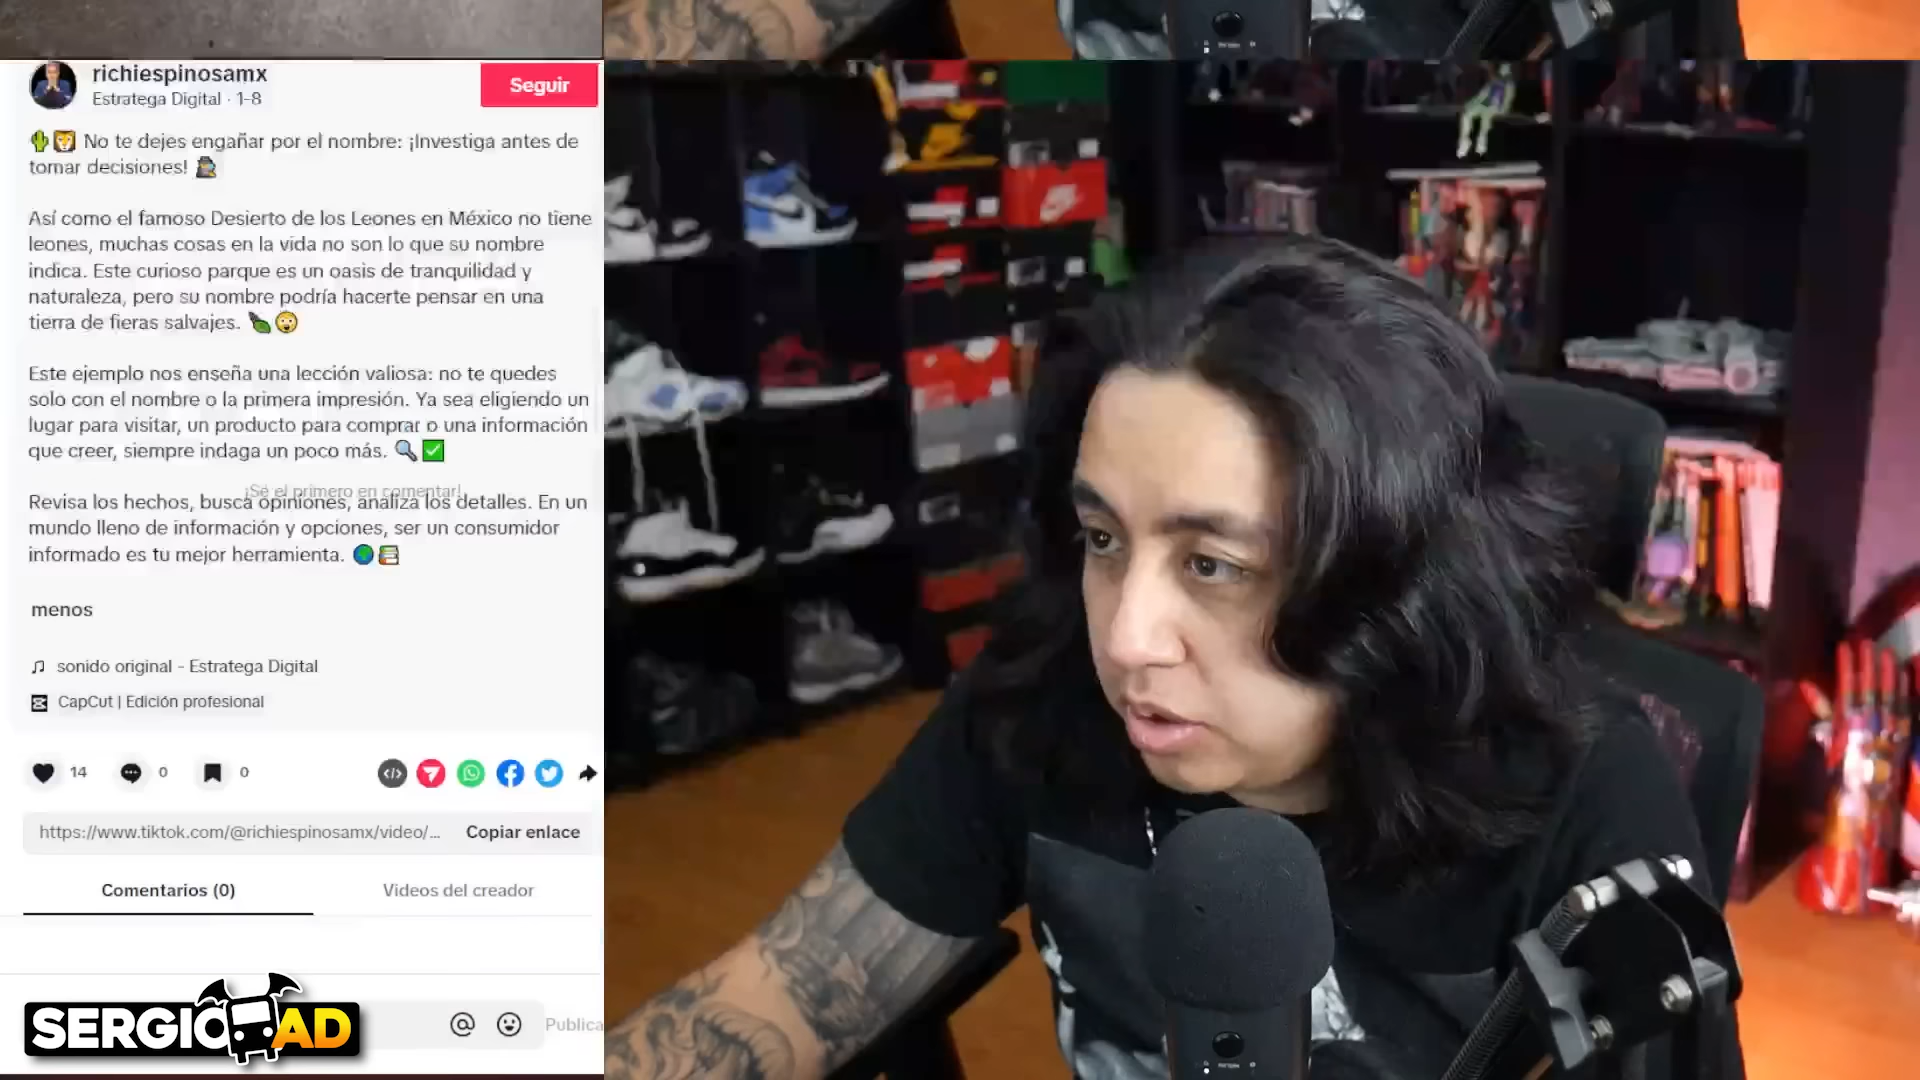 richiespinosamx
Estratega Digital · 1-8
Seguir
🌵🦁 No te dejes engañar por el nombre: ¡Investiga antes de
tomar decisiones! 🕵️
Así como el famoso Desierto de los Leones en México no tiene
leones, muchas cosas en la vida no son lo que su nombre
indica. Este curioso parque es un oasis de tranquilidad y
naturaleza, pero su nombre podría hacerte pensar en una
tierra de fieras salvajes. 🍃😮
Este ejemplo nos enseña una lección valiosa: no te quedes
solo con el nombre o la primera impresión. Ya sea eligiendo un
lugar para visitar, un producto para comprar o una información
que creer, siempre indaga un poco más. 🔍✅
¡Sé el primero en comentar!
Revisa los hechos, busca opiniones, analiza los detalles. En un
mundo lleno de información y opciones, ser un consumidor
informado es tu mejor herramienta. 🌍📚
menos
sonido original - Estratega Digital
CapCut | Edición profesional
14
0
0
https://www.tiktok.com/@richiespinosamx/video/...
Copiar enlace
Comentarios (0)
Videos del creador
SERGIO AD
Publica